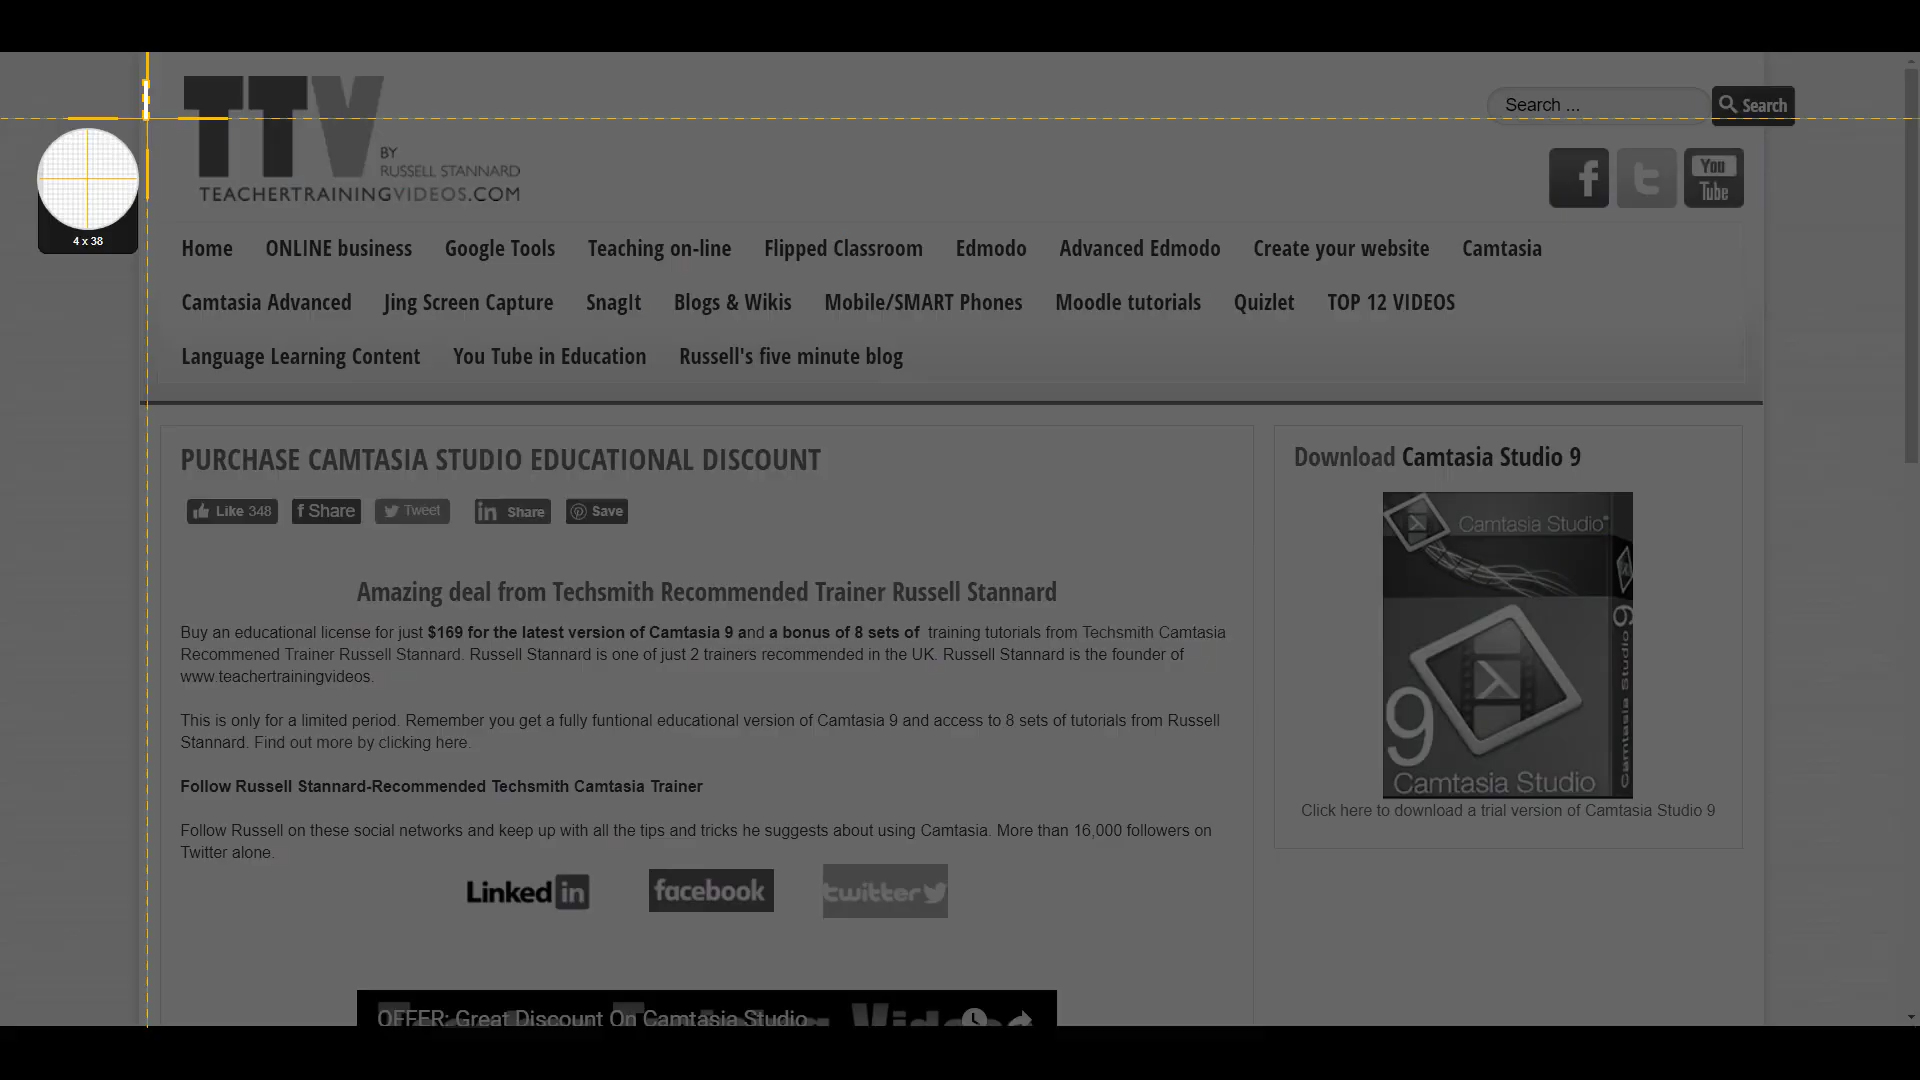 TTV
BY
RUSSELL STANNARD
TEACHERTRAININGVIDEOS.COM
Search ...
Search
f
You
Tube
4 x 38
Home ONLINE business Google Tools Teaching on-line Flipped Classroom Edmodo Advanced Edmodo Create your website Camtasia
Camtasia Advanced Jing Screen Capture SnagIt Blogs & Wikis Mobile/SMART Phones Moodle tutorials Quizlet TOP 12 VIDEOS
Language Learning Content You Tube in Education Russell's five minute blog
PURCHASE CAMTASIA STUDIO EDUCATIONAL DISCOUNT
Like 348 f Share Tweet in Share Save
Amazing deal from Techsmith Recommended Trainer Russell Stannard
Buy an educational license for just $169 for the latest version of Camtasia 9 and a bonus of 8 sets of training tutorials from Techsmith Camtasia
Recommened Trainer Russell Stannard. Russell Stannard is one of just 2 trainers recommended in the UK. Russell Stannard is the founder of
www.teachertrainingvideos.
This is only for a limited period. Remember you get a fully funtional educational version of Camtasia 9 and access to 8 sets of tutorials from Russell
Stannard. Find out more by clicking here.
Follow Russell Stannard-Recommended Techsmith Camtasia Trainer
Follow Russell on these social networks and keep up with all the tips and tricks he suggests about using Camtasia. More than 16,000 followers on
Twitter alone.
Linked in facebook twitter
OFFER: Great Discount On Camtasia Studio
Download Camtasia Studio 9
Camtasia Studio
9
Camtasia Studio
Camtasia Studio 9
Click here to download a trial version of Camtasia Studio 9